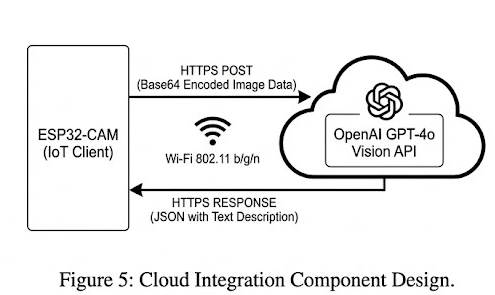 HTTPS POST
(Base64 Encoded Image Data)
ESP32-CAM
(IoT Client)
Wi-Fi 802.11 b/g/n
OpenAI GPT-4o
Vision API
HTTPS RESPONSE
(JSON with Text Description)
Figure 5: Cloud Integration Component Design.